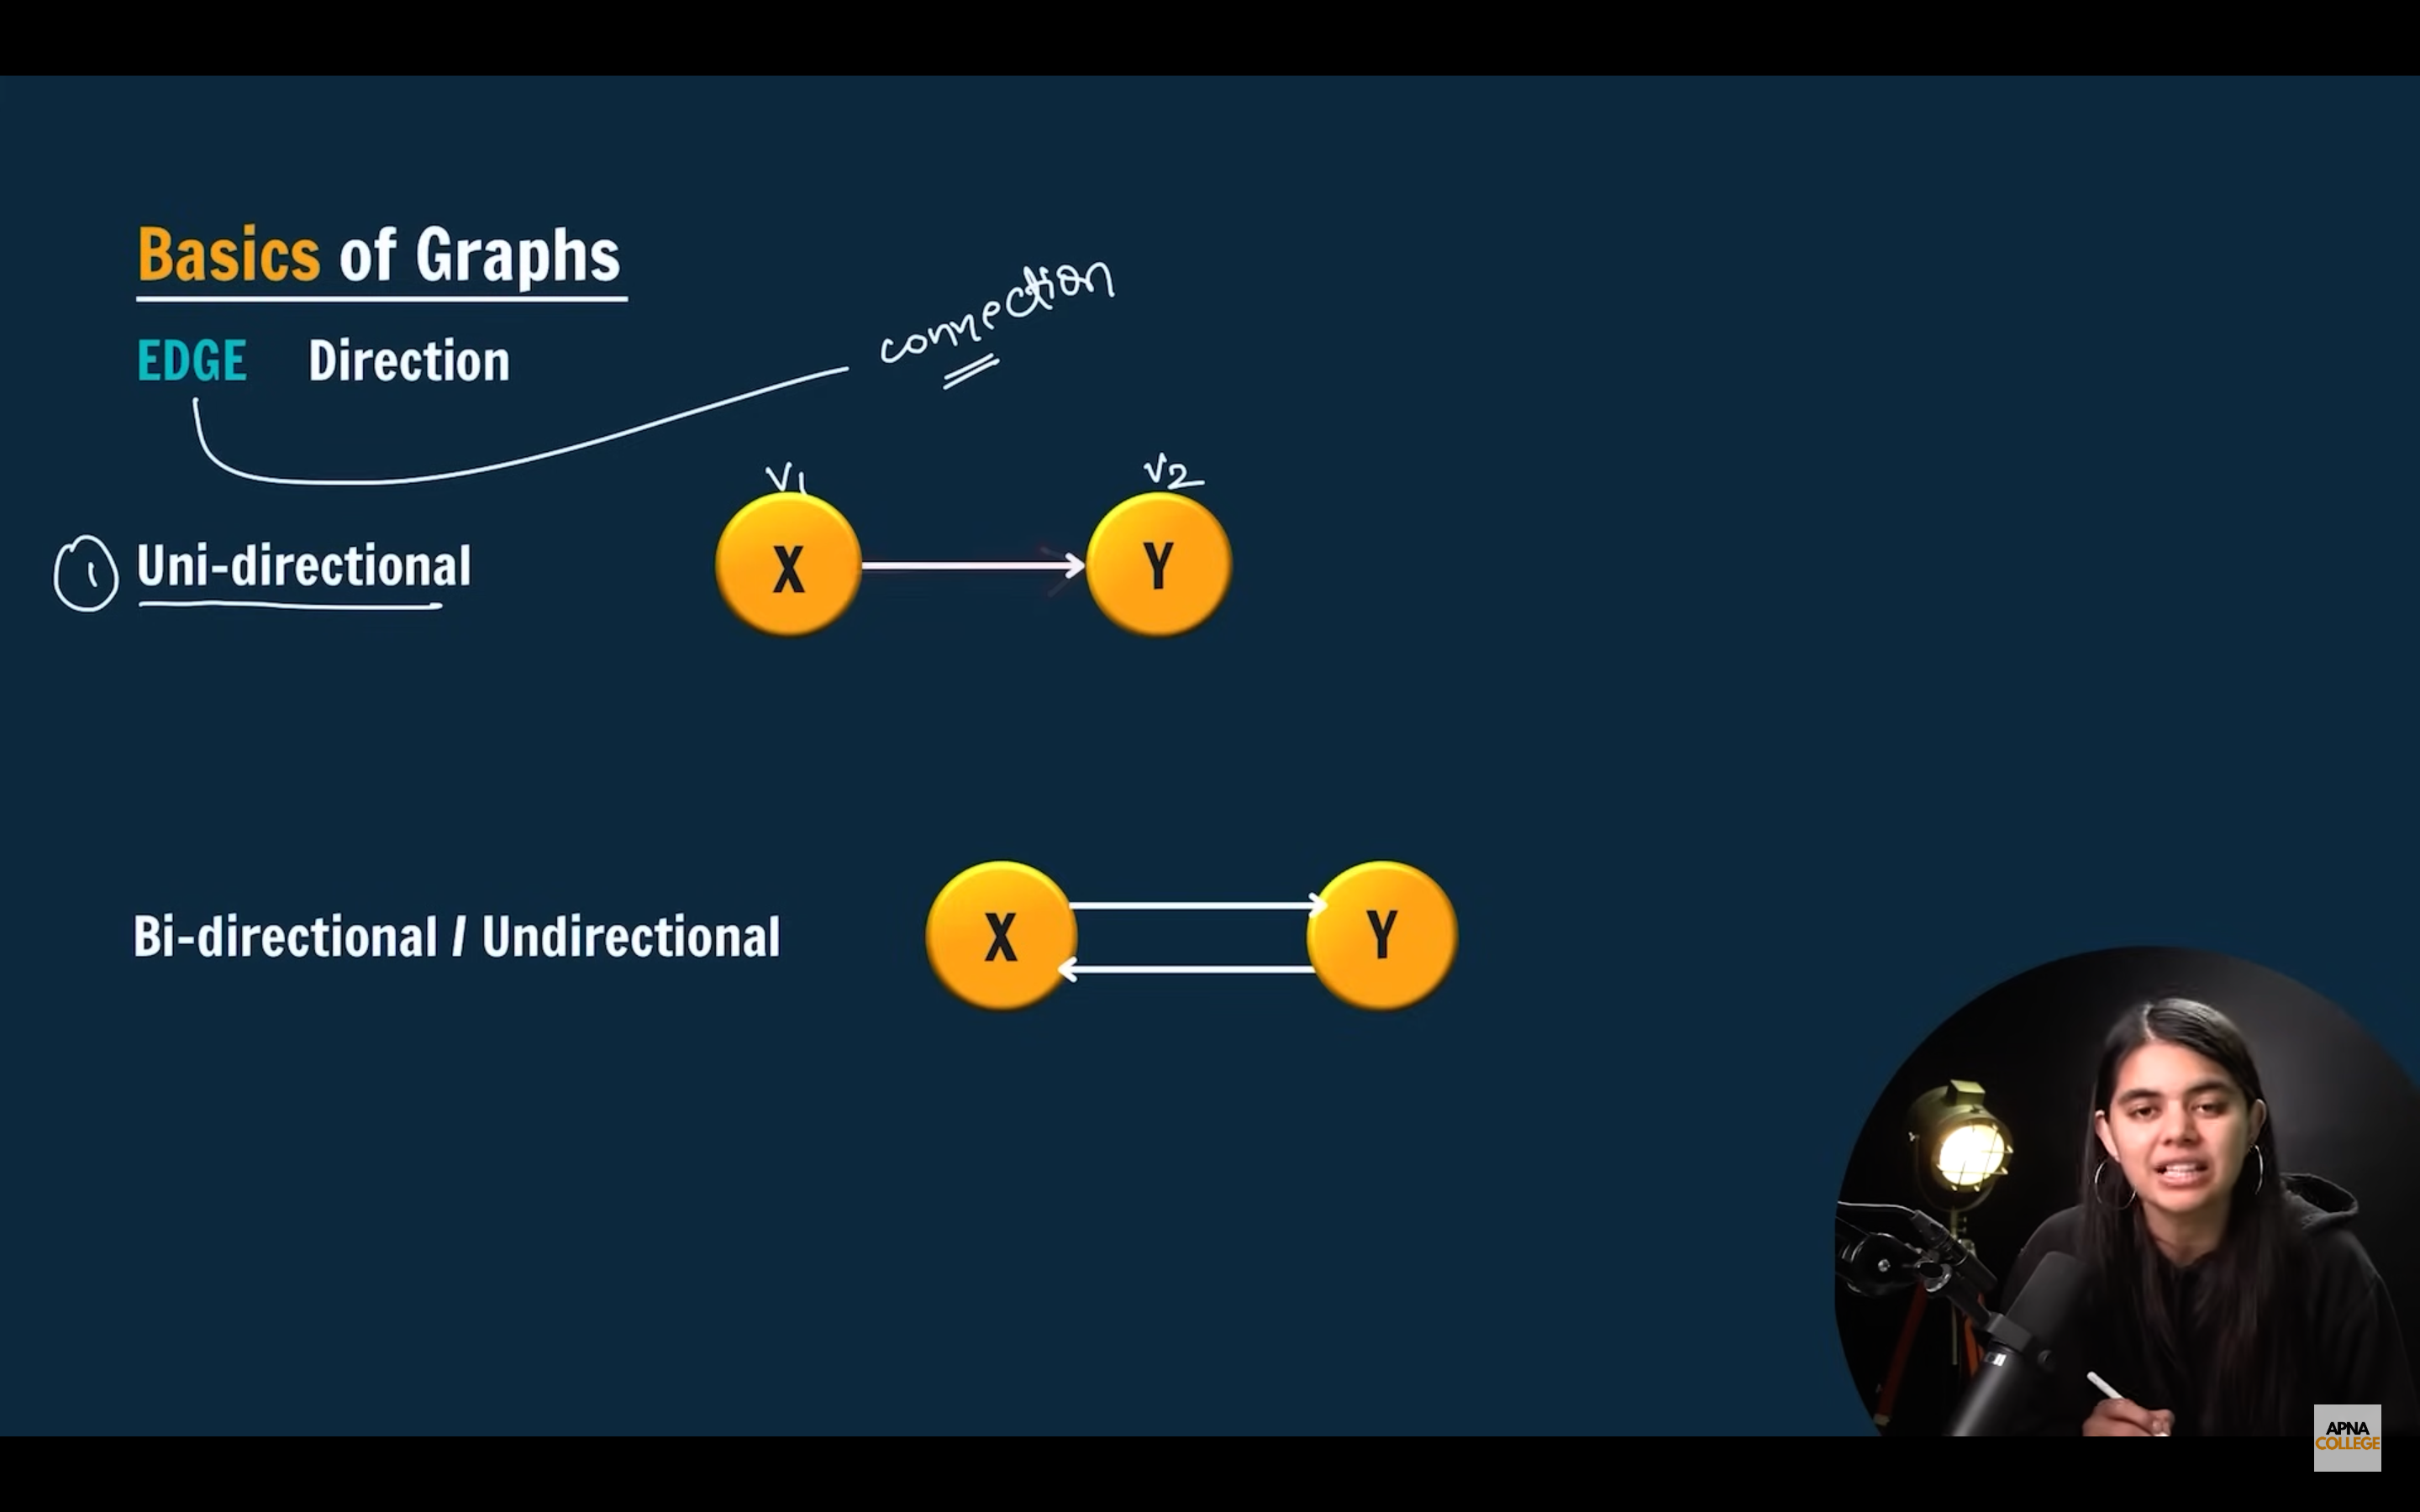 Basics of Graphs
connection
EDGE Direction
V1
V2
1 Uni-directional
X
Y
Bi-directional / Undirectional
X
Y
APNA
COLLEGE